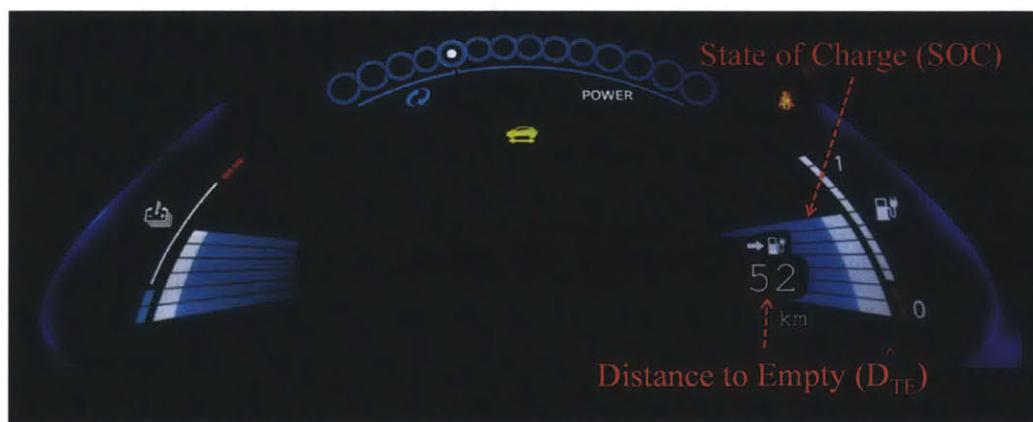 State of Charge (SOC)
POWER
1
52
km
0
Distance to Empty (D̂TE)